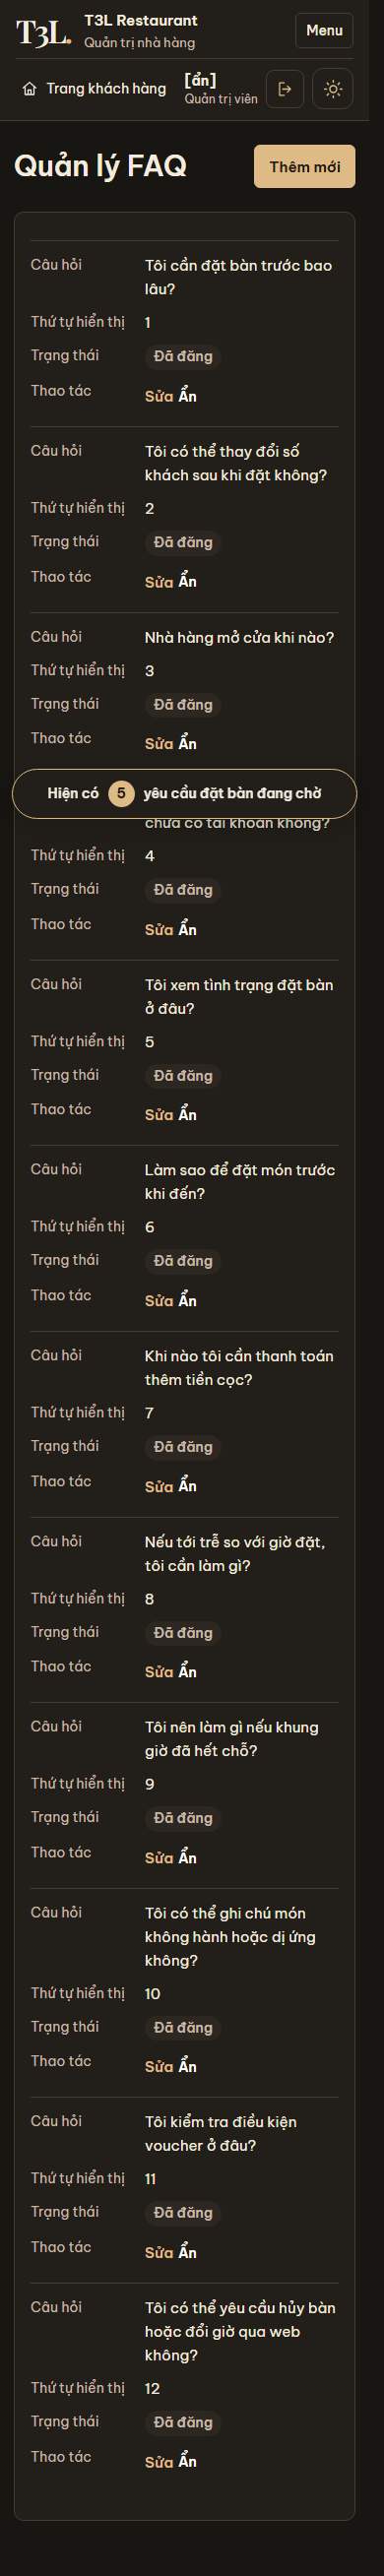 T3L.
T3L Restaurant
Quản trị nhà hàng
Menu
Trang khách hàng
[ẩn]
Quản trị viên
Quản lý FAQ
Thêm mới
Câu hỏi
Tôi cần đặt bàn trước bao
lâu?
Thứ tự hiển thị
1
Trạng thái
Đã đăng
Thao tác
Sửa Ẩn
Câu hỏi
Tôi có thể thay đổi số
khách sau khi đặt không?
Thứ tự hiển thị
2
Trạng thái
Đã đăng
Thao tác
Sửa Ẩn
Câu hỏi
Nhà hàng mở cửa khi nào?
Thứ tự hiển thị
3
Trạng thái
Đã đăng
Thao tác
Sửa Ẩn
Hiện có 5 yêu cầu đặt bàn đang chờ
chưa có tài khoản không?
Thứ tự hiển thị
4
Trạng thái
Đã đăng
Thao tác
Sửa Ẩn
Câu hỏi
Tôi xem tình trạng đặt bàn
ở đâu?
Thứ tự hiển thị
5
Trạng thái
Đã đăng
Thao tác
Sửa Ẩn
Câu hỏi
Làm sao để đặt món trước
khi đến?
Thứ tự hiển thị
6
Trạng thái
Đã đăng
Thao tác
Sửa Ẩn
Câu hỏi
Khi nào tôi cần thanh toán
thêm tiền cọc?
Thứ tự hiển thị
7
Trạng thái
Đã đăng
Thao tác
Sửa Ẩn
Câu hỏi
Nếu tới trễ so với giờ đặt,
tôi cần làm gì?
Thứ tự hiển thị
8
Trạng thái
Đã đăng
Thao tác
Sửa Ẩn
Câu hỏi
Tôi nên làm gì nếu khung
giờ đã hết chỗ?
Thứ tự hiển thị
9
Trạng thái
Đã đăng
Thao tác
Sửa Ẩn
Câu hỏi
Tôi có thể ghi chú món
không hành hoặc dị ứng
không?
Thứ tự hiển thị
10
Trạng thái
Đã đăng
Thao tác
Sửa Ẩn
Câu hỏi
Tôi kiểm tra điều kiện
voucher ở đâu?
Thứ tự hiển thị
11
Trạng thái
Đã đăng
Thao tác
Sửa Ẩn
Câu hỏi
Tôi có thể yêu cầu hủy bàn
hoặc đổi giờ qua web
không?
Thứ tự hiển thị
12
Trạng thái
Đã đăng
Thao tác
Sửa Ẩn